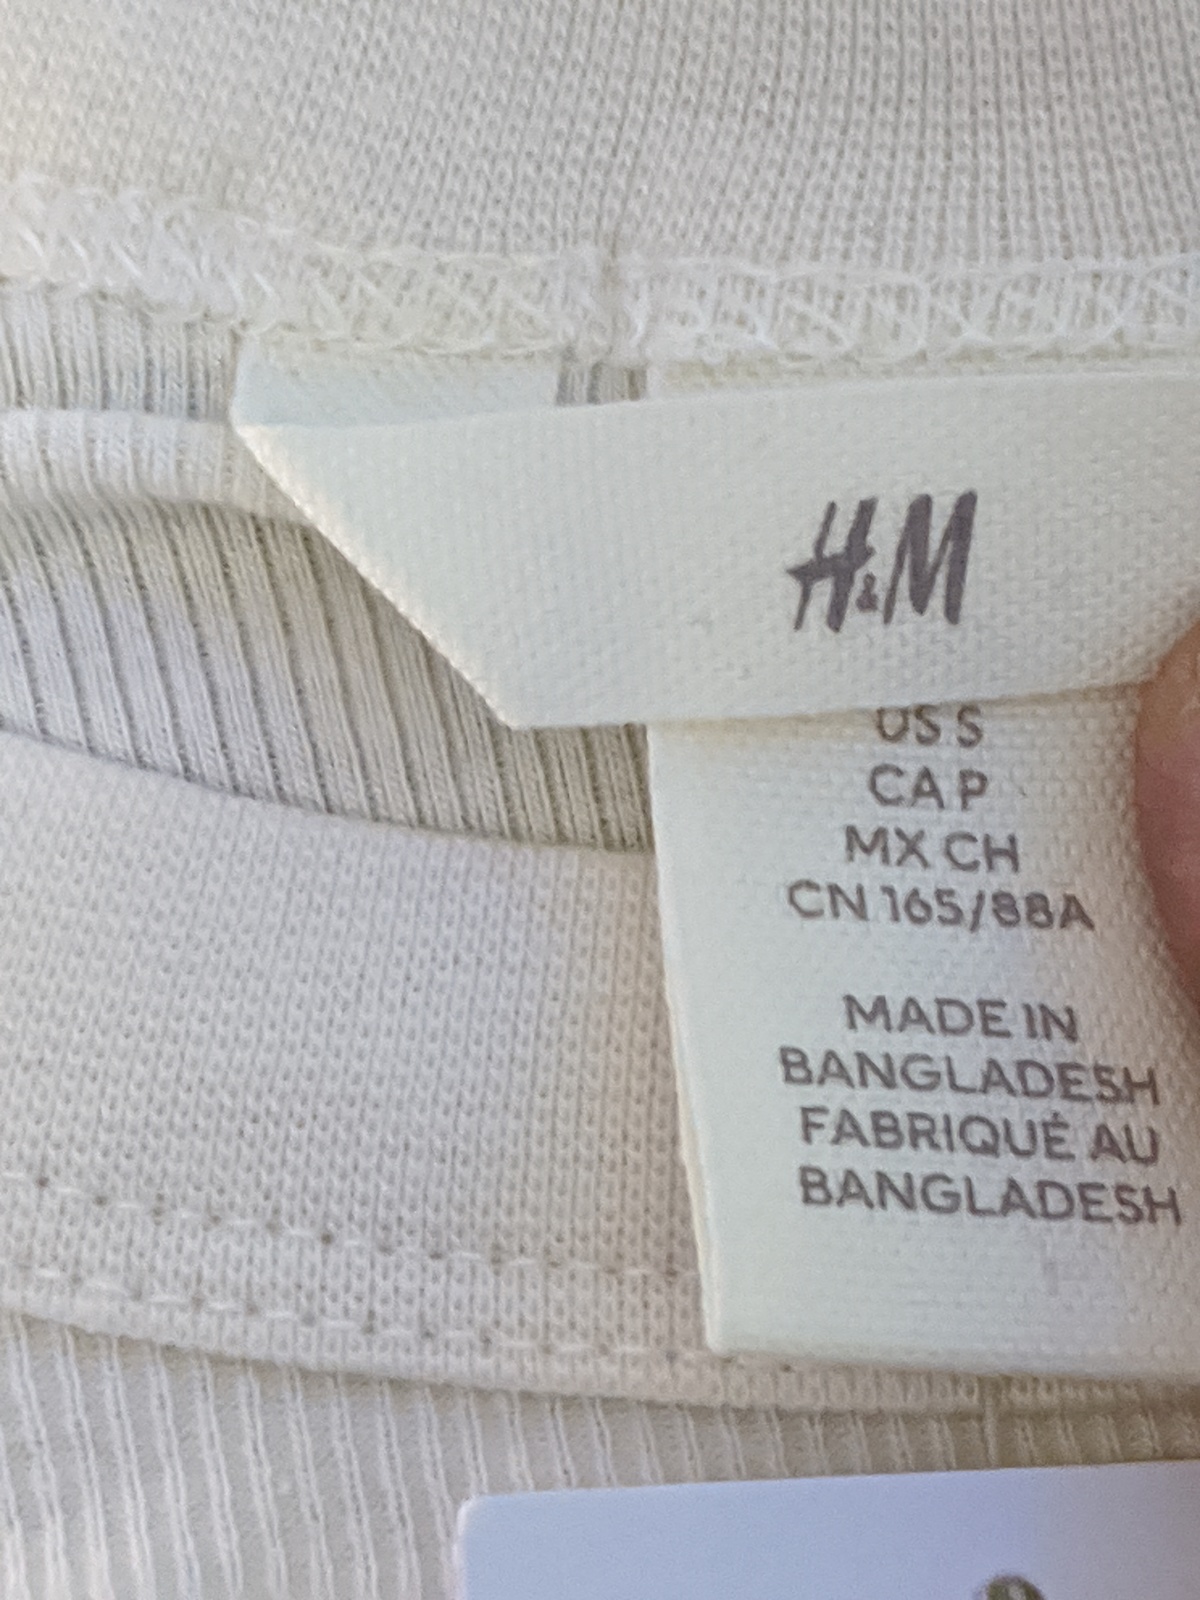 H&M
US S
CA P
MX CH
CN 165/88A
MADE IN
BANGLADESH
FABRIQUÉ AU
BANGLADESH